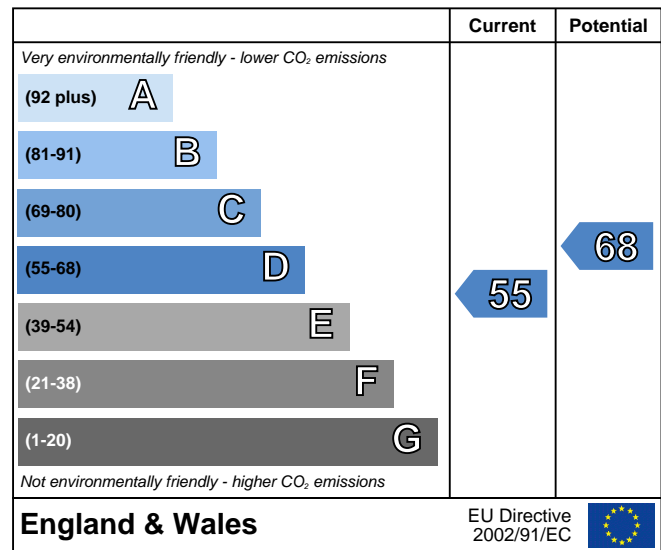 Current Potential
Very environmentally friendly - lower CO₂ emissions
(92 plus) A
(81-91) B
(69-80) C
(55-68) D
(39-54) E
(21-38) F
(1-20) G
68
55
Not environmentally friendly - higher CO₂ emissions
England & Wales
EU Directive
2002/91/EC